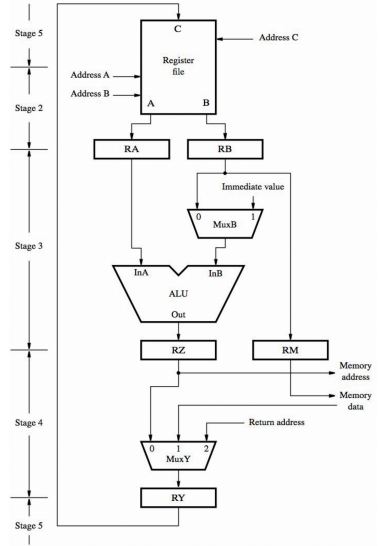 Stage 5
C
Address C
Register
file
Address A
Address B
Stage 2
A
B
RA
RB
Immediate value
0
1
MuxB
Stage 3
InA
InB
ALU
Out
RZ
RM
Memory
address
Memory
data
Stage 4
Return address
0
1
2
MuxY
RY
Stage 5